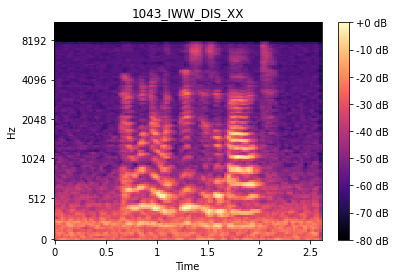 1043_IWW_DIS_XX
+0 dB
8192
-10 dB
4096
-20 dB
-30 dB
2048
Hz
-40 dB
1024
-50 dB
512
-60 dB
-70 dB
0
-80 dB
0 0.5 1 1.5 2 2.5
Time